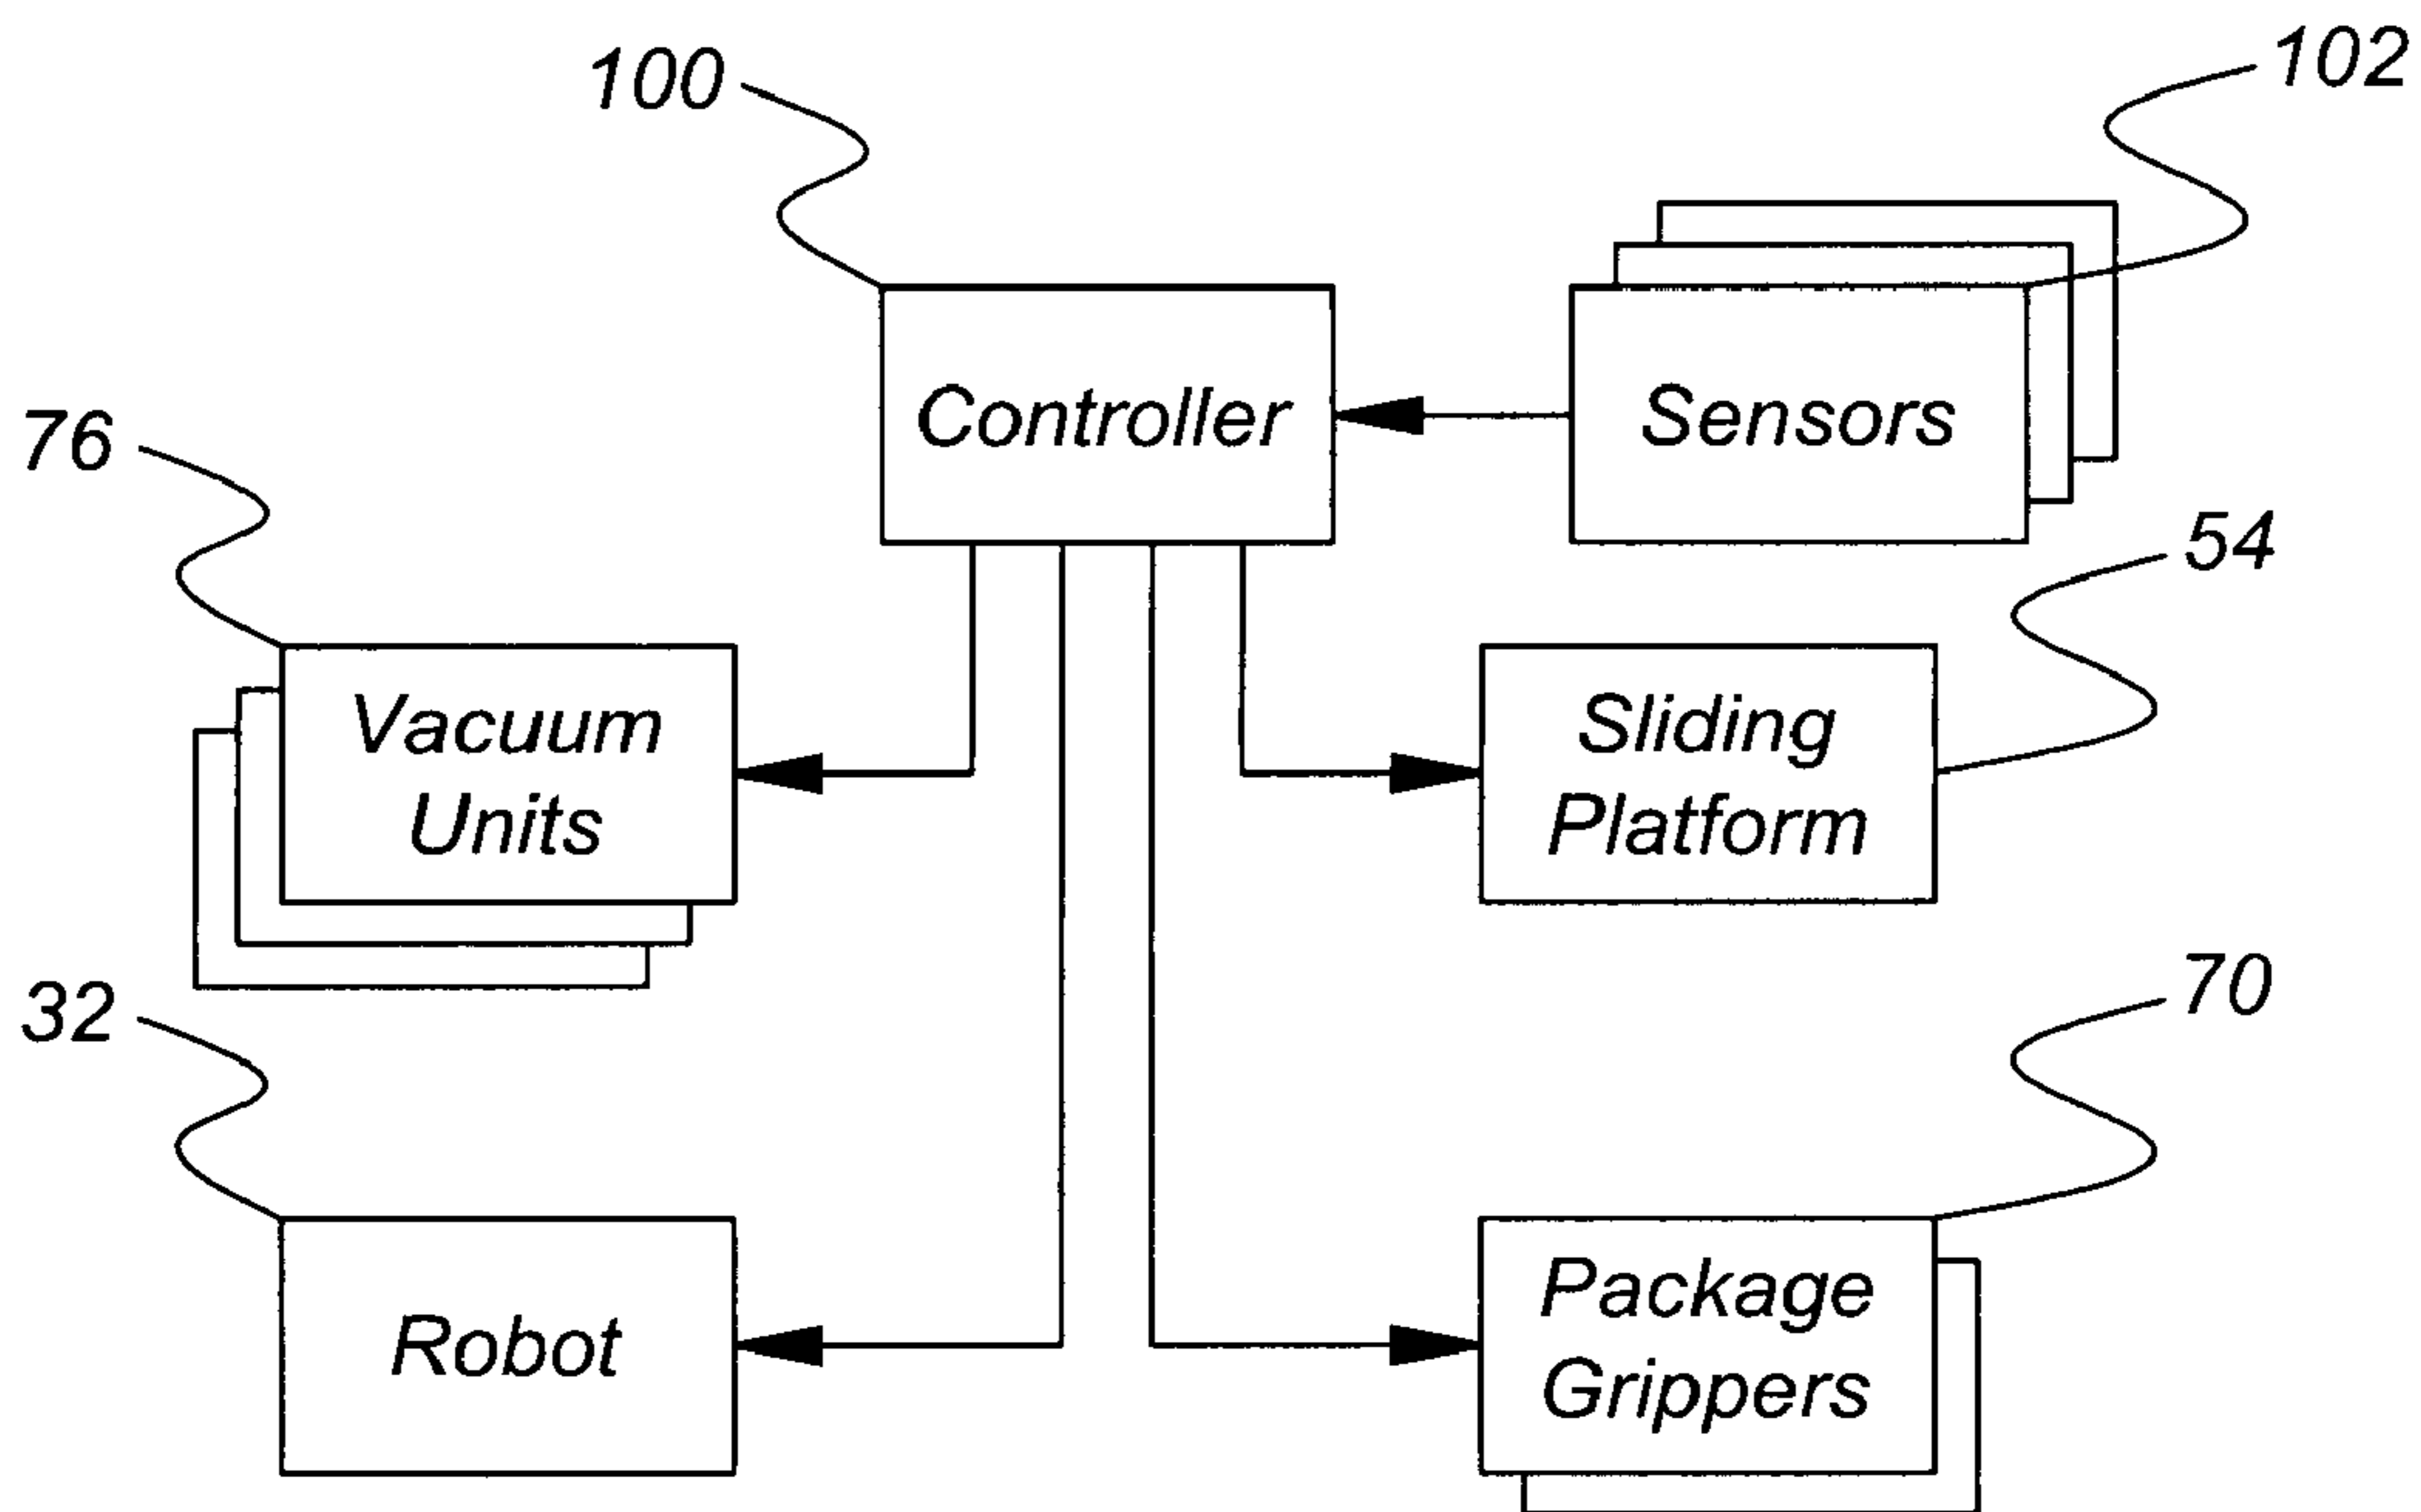 100
102
Controller
Sensors
76
54
Vacuum
Units
Sliding
Platform
32
70
Robot
Package
Grippers